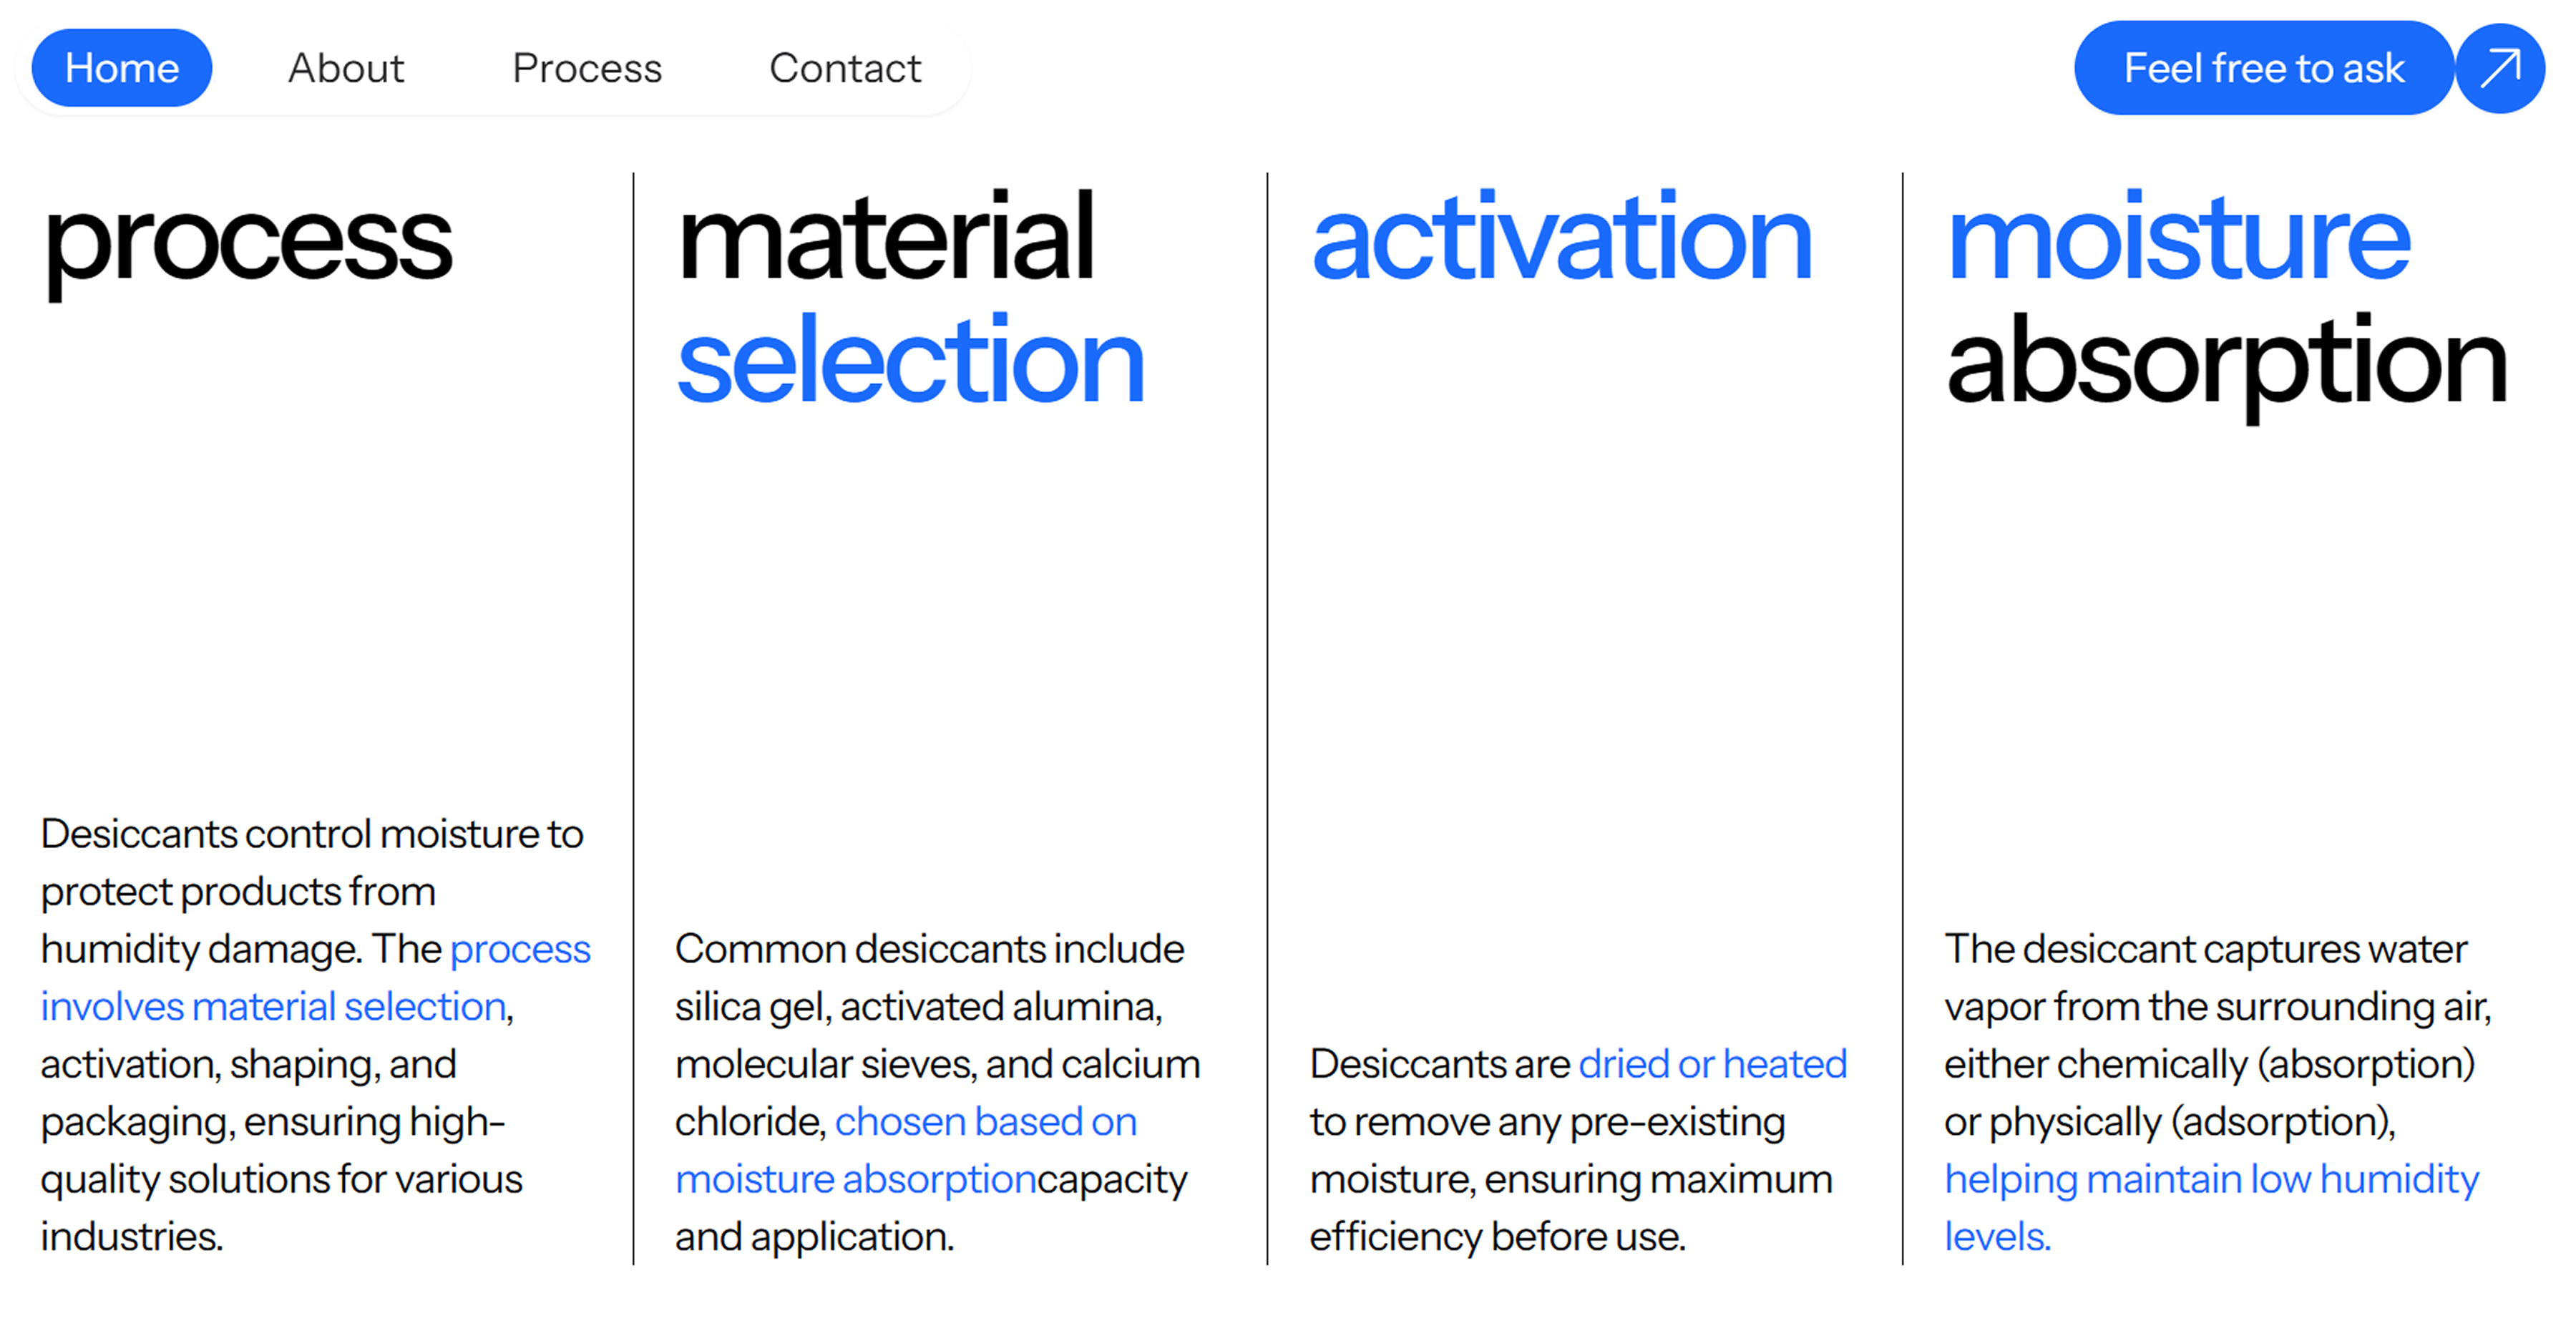 Home
About
Process
Contact
Feel free to ask
process
Desiccants control moisture to
protect products from
humidity damage. The process
involves material selection,
activation, shaping, and
packaging, ensuring high-
quality solutions for various
industries.
material
selection
Common desiccants include
silica gel, activated alumina,
molecular sieves, and calcium
chloride, chosen based on
moisture absorptioncapacity
and application.
activation
Desiccants are dried or heated
to remove any pre-existing
moisture, ensuring maximum
efficiency before use.
moisture
absorption
The desiccant captures water
vapor from the surrounding air,
either chemically (absorption)
or physically (adsorption),
helping maintain low humidity
levels.